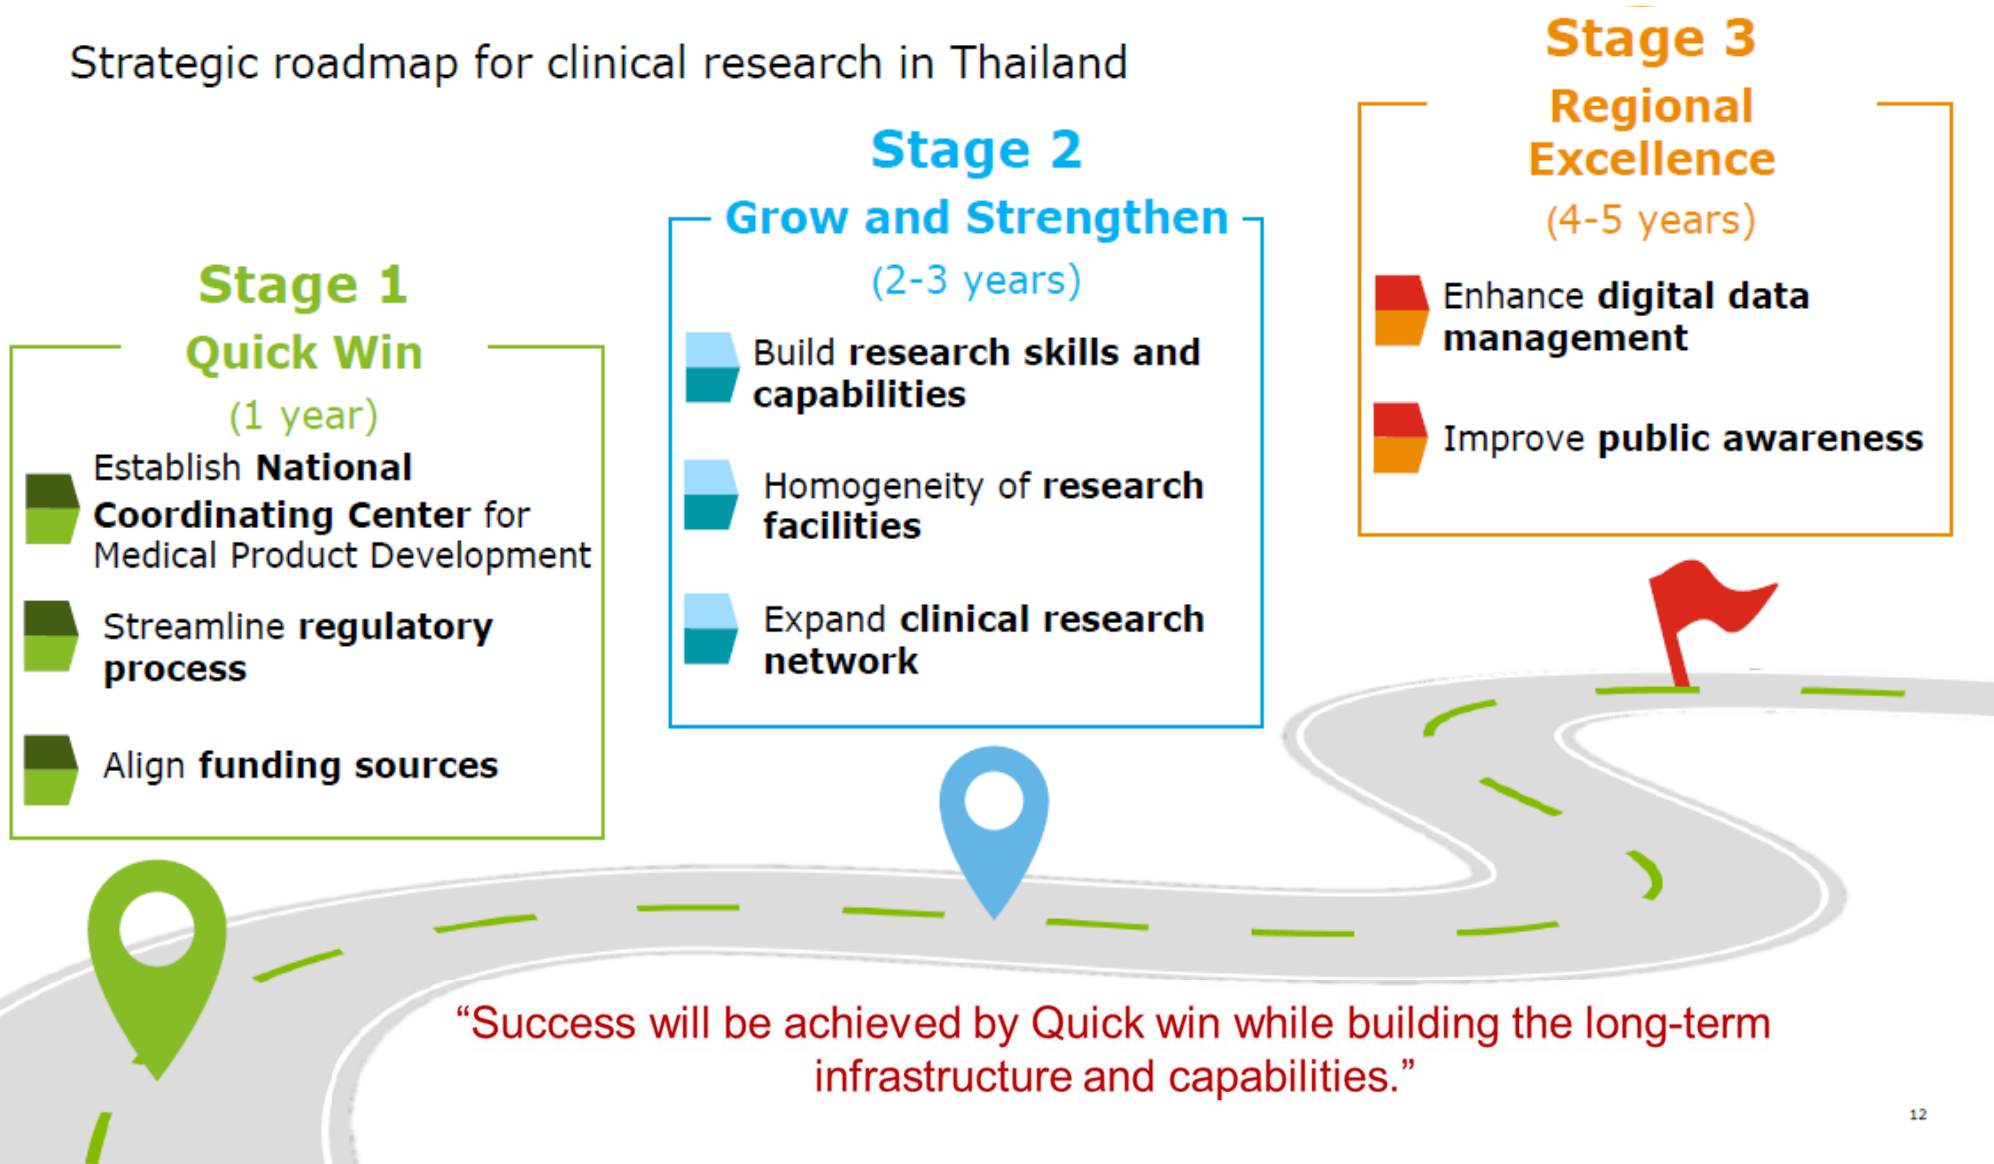 Strategic roadmap for clinical research in Thailand
Stage 1
Quick Win
(1 year)
Establish National
Coordinating Center for
Medical Product Development
Streamline regulatory
process
Align funding sources
Stage 2
Grow and Strengthen
(2-3 years)
Build research skills and
capabilities
Homogeneity of research
facilities
Expand clinical research
network
Stage 3
Regional
Excellence
(4-5 years)
Enhance digital data
management
Improve public awareness
“Success will be achieved by Quick win while building the long-term
infrastructure and capabilities.”
12